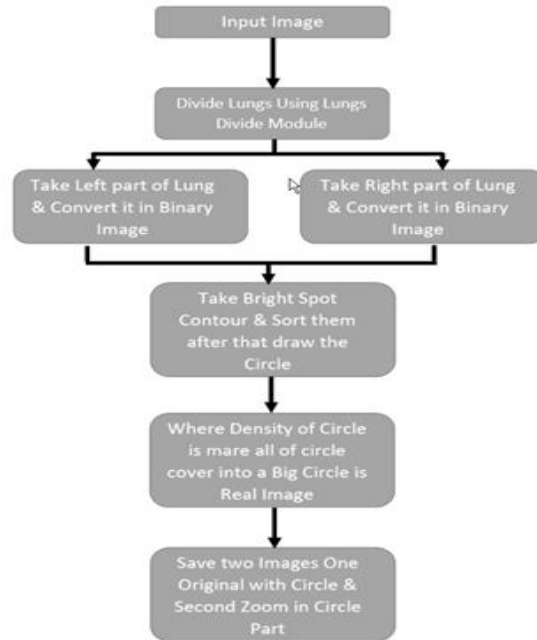 Input Image
Divide Lungs Using Lungs
Divide Module
Take Left part of Lung
& Convert it in Binary
Image
Take Right part of Lung
& Convert it in Binary
Image
Take Bright Spot
Contour & Sort them
after that draw the
Circle
Where Density of Circle
is mare all of circle
cover into a Big Circle is
Real Image
Save two Images One
Original with Circle &
Second Zoom in Circle
Part